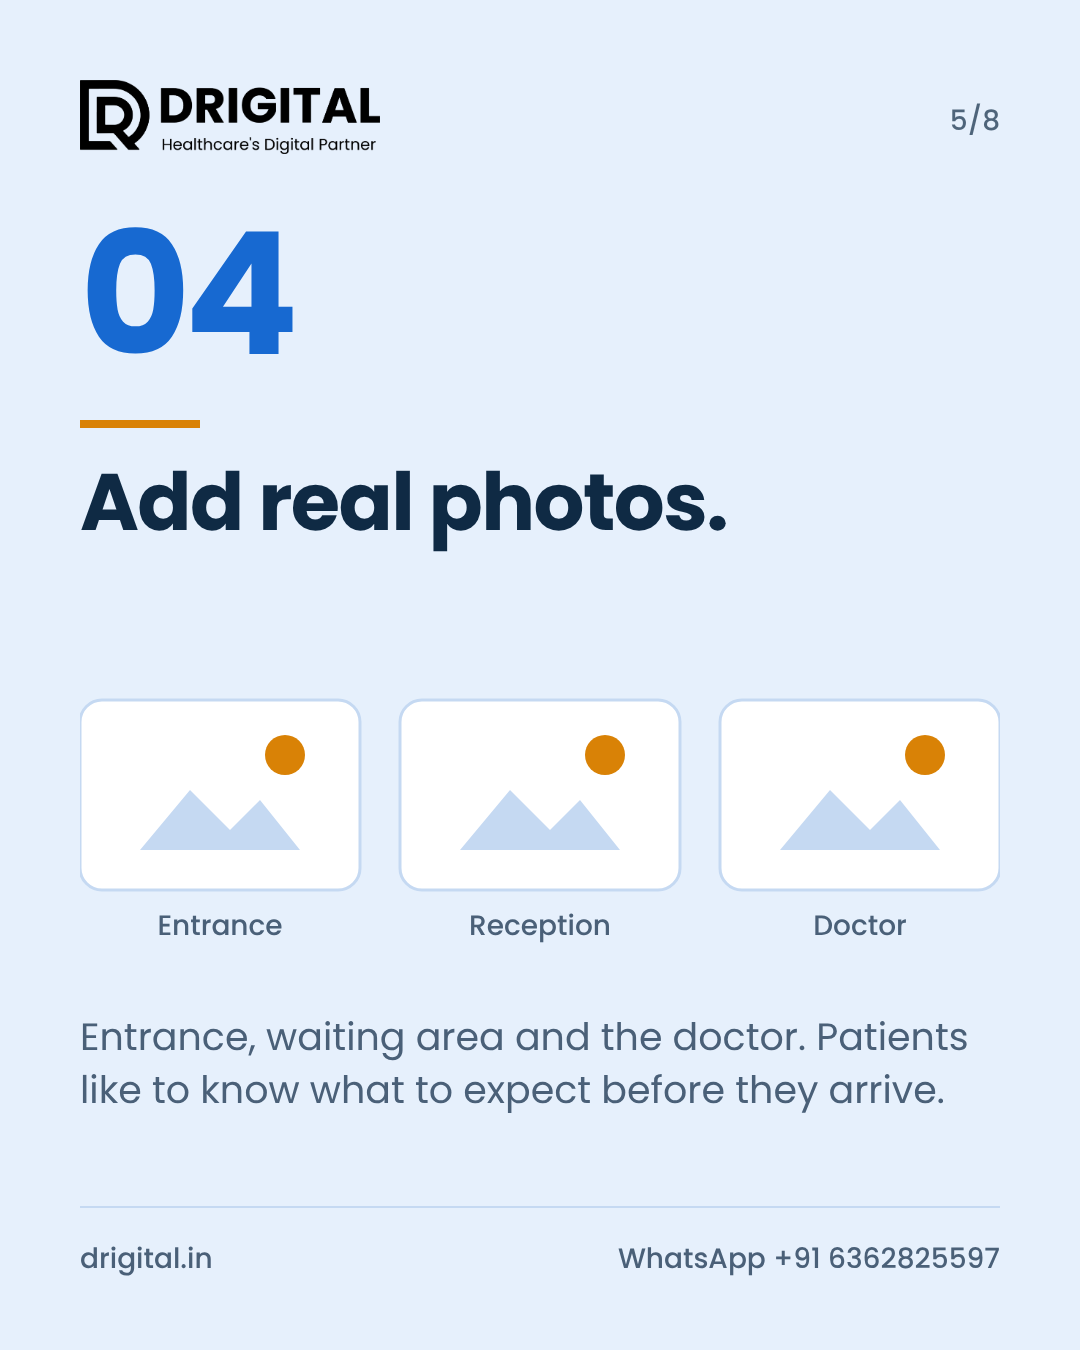 DRIGITAL
Healthcare's Digital Partner
5/8
04
Add real photos.
Entrance
Reception
Doctor
Entrance, waiting area and the doctor. Patients
like to know what to expect before they arrive.
drigital.in
WhatsApp +91 6362825597